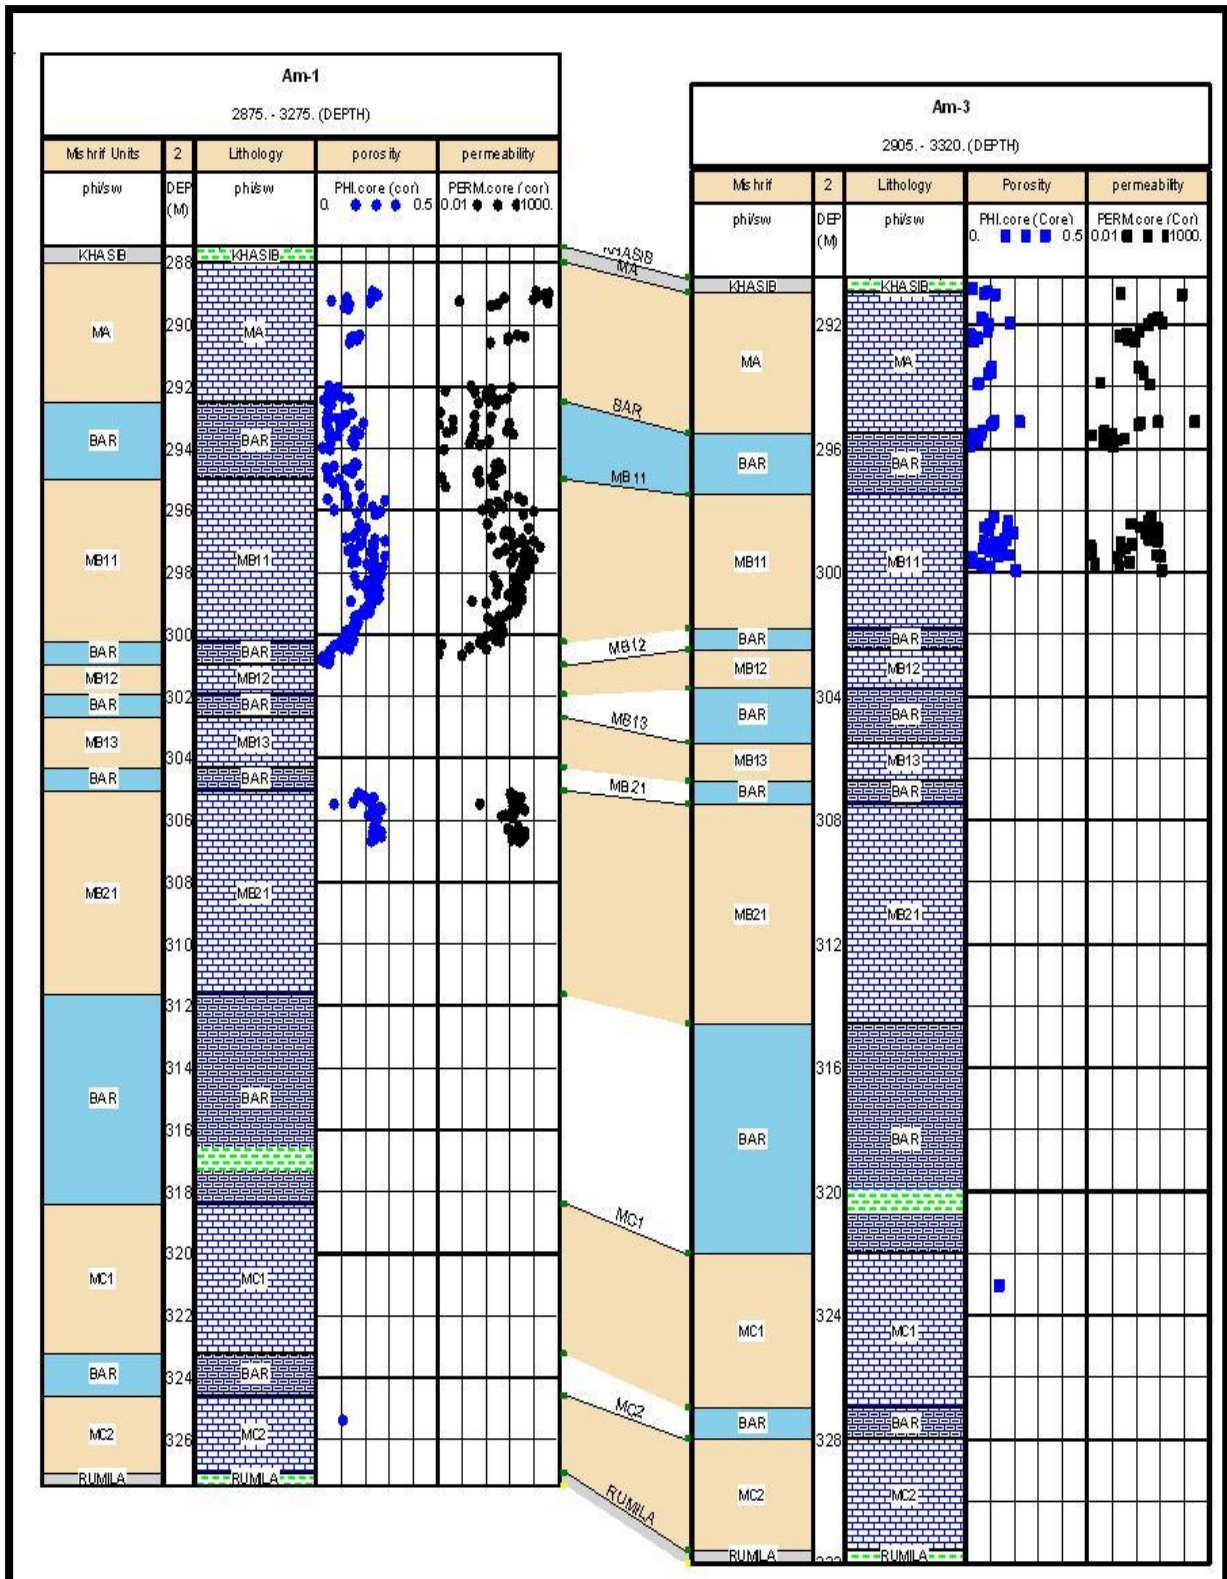 Am-1
2875. - 3275. (DEPTH)
Mishrif Units 2 Lithology porosity permeability
phi/sw DEP (M) phi/sw PHI.core (cor) PERM.core (cor)
0. 0.5 0.01 1000.
KHASIB KHASIB
288
MA MA
290
292
BAR BAR
294
296
MB11 MB11
298
300
BAR BAR
MB12 MB12
302
BAR BAR
MB13 MB13
304
BAR BAR
306
MB21 MB21
308
310
312
314
BAR BAR
316
318
320
MC1 MC1
322
BAR BAR
324
MC2 MC2
326
RUMILA RUMILA
KHASIB
MA
BAR
MB11
MB12
MB13
MB21
MC1
MC2
RUMILA
Am-3
2905. - 3320. (DEPTH)
Mishrif 2 Lithology Porosity permeability
phi/sw DEP (M) phi/sw PHI.core (Core) PERM.core (Cor)
0. 0.5 0.01 1000.
KHASIB KHASIB
292
MA MA
296
BAR BAR
MB11 MB11
300
BAR BAR
MB12 MB12
304
BAR BAR
MB13 MB13
BAR BAR
308
MB21 MB21
312
316
BAR BAR
320
324
MC1 MC1
BAR BAR
328
MC2 MC2
RUMILA RUMILA